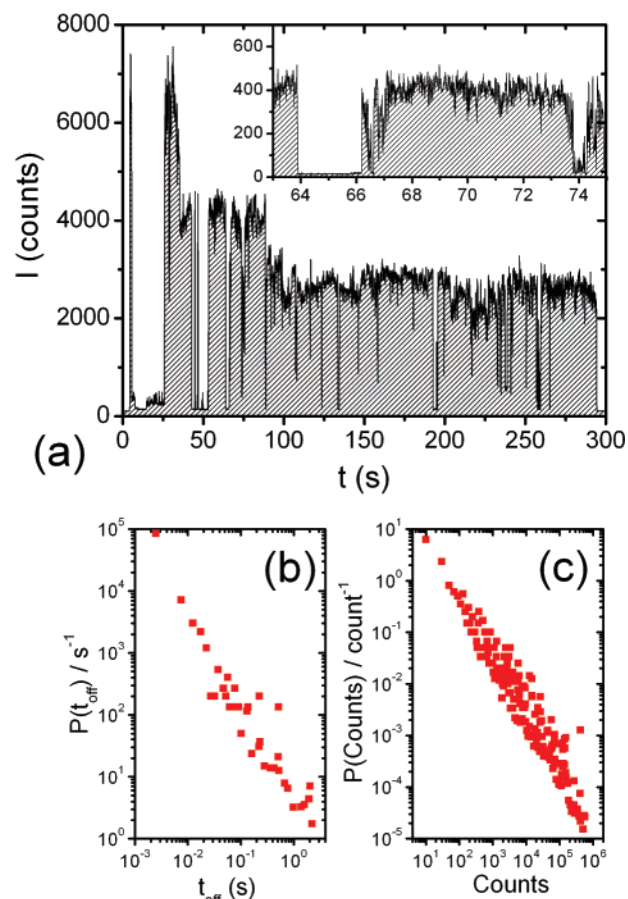 8000
6000
4000
2000
0
I (counts)
600
400
200
0
64 66 68 70 72 74
0 50 100 150 200 250 300
t (s)
(a)
(b)
10^5
10^4
10^3
10^2
10^1
10^0
P(t_off) / s^-1
10^-3 10^-2 10^-1 10^0
t_off (s)
(c)
10^1
10^0
10^-1
10^-2
10^-3
10^-4
10^-5
P(Counts) / count^-1
10^1 10^2 10^3 10^4 10^5 10^6
Counts